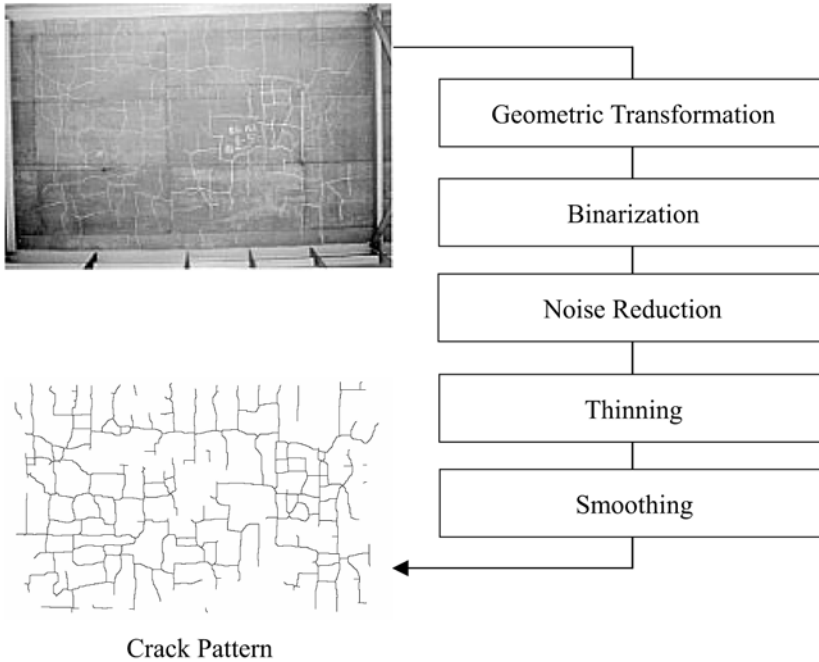 Geometric Transformation
Binarization
Noise Reduction
Thinning
Smoothing
Crack Pattern